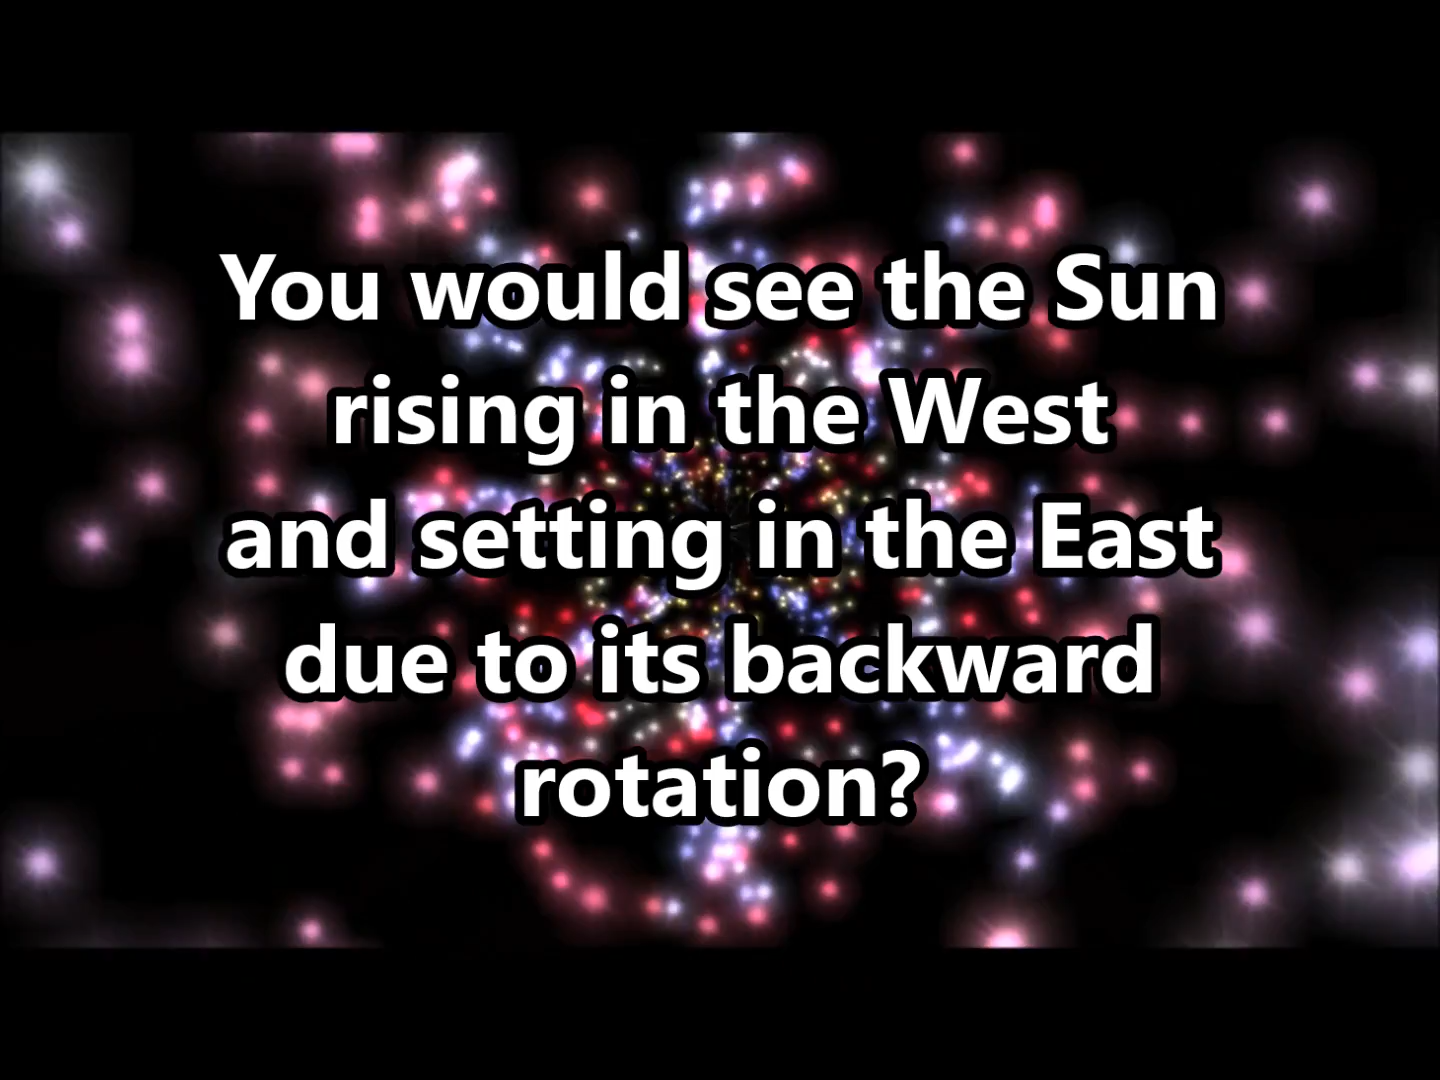 You would see the Sun
rising in the West
and setting in the East
due to its backward
rotation?